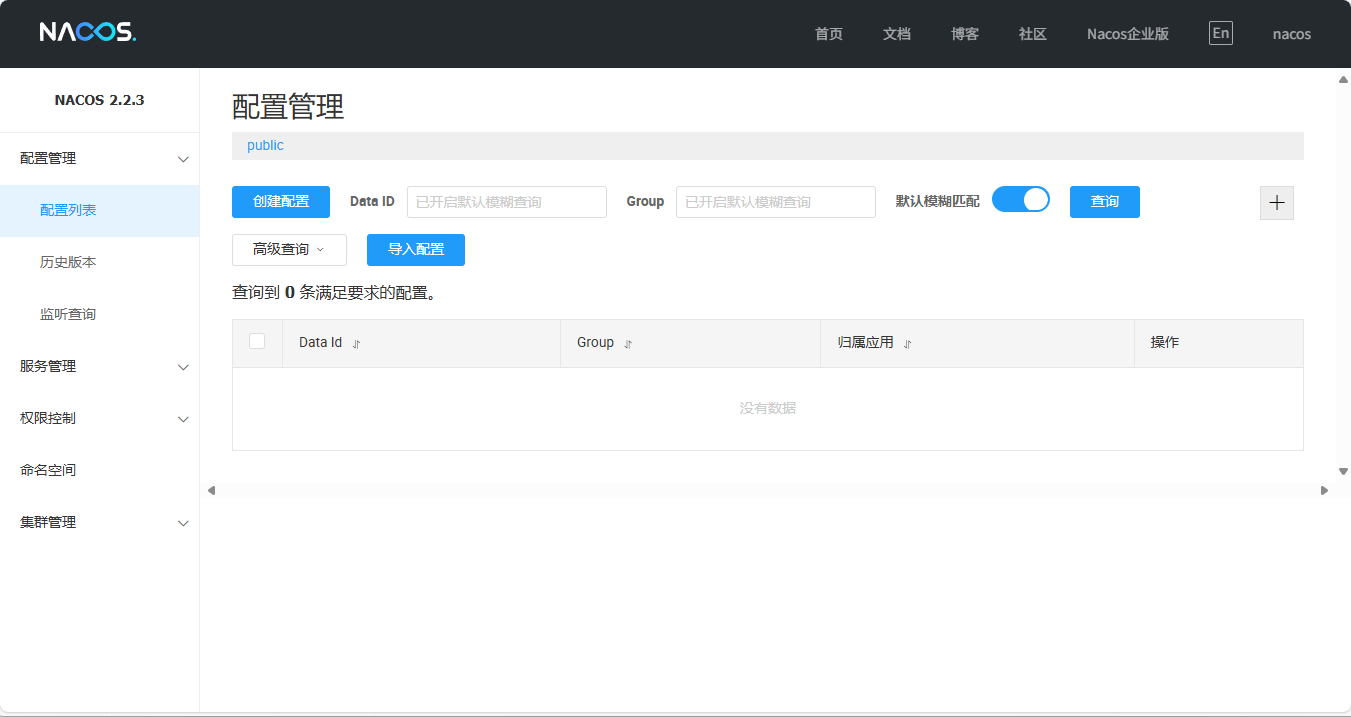 NACOS.
首页 文档 博客 社区 Nacos企业版 En nacos
NACOS 2.2.3
配置管理
配置列表
历史版本
监听查询
服务管理
权限控制
命名空间
集群管理
配置管理
public
创建配置 Data ID 已开启默认模糊查询 Group 已开启默认模糊查询 默认模糊匹配 查询
高级查询 导入配置
查询到 0 条满足要求的配置。
Data Id Group 归属应用 操作
没有数据